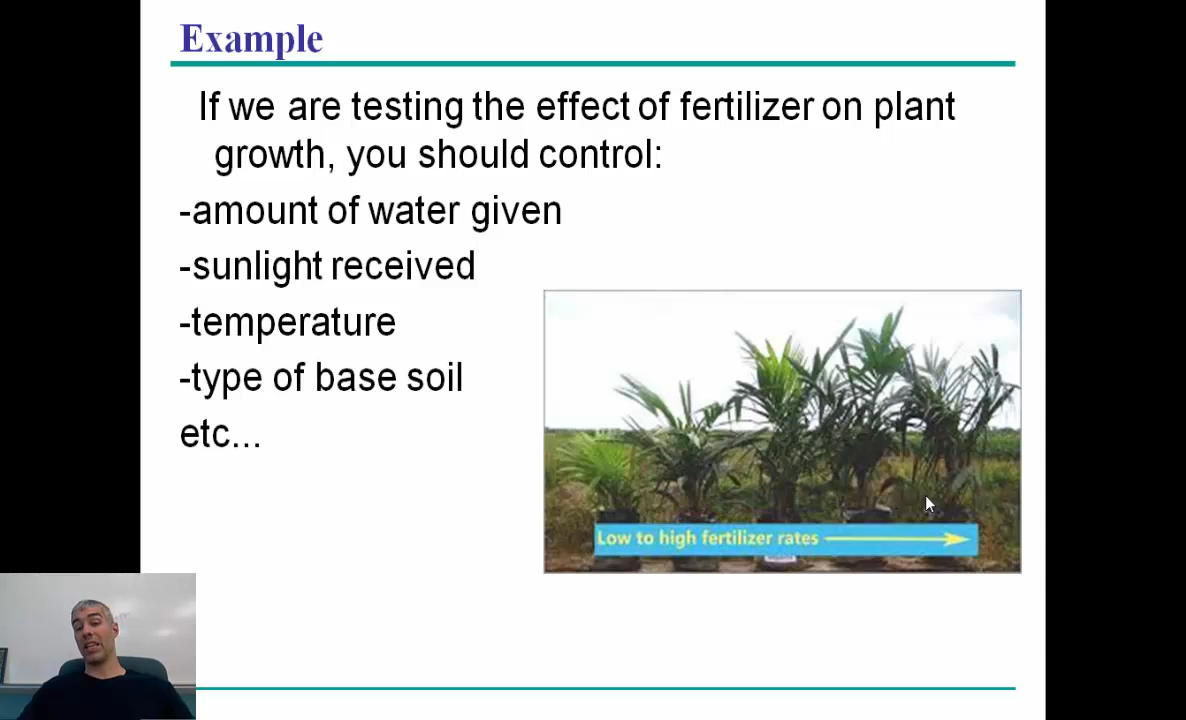 Example
If we are testing the effect of fertilizer on plant
growth, you should control:
-amount of water given
-sunlight received
-temperature
-type of base soil
etc...
Low to high fertilizer rates